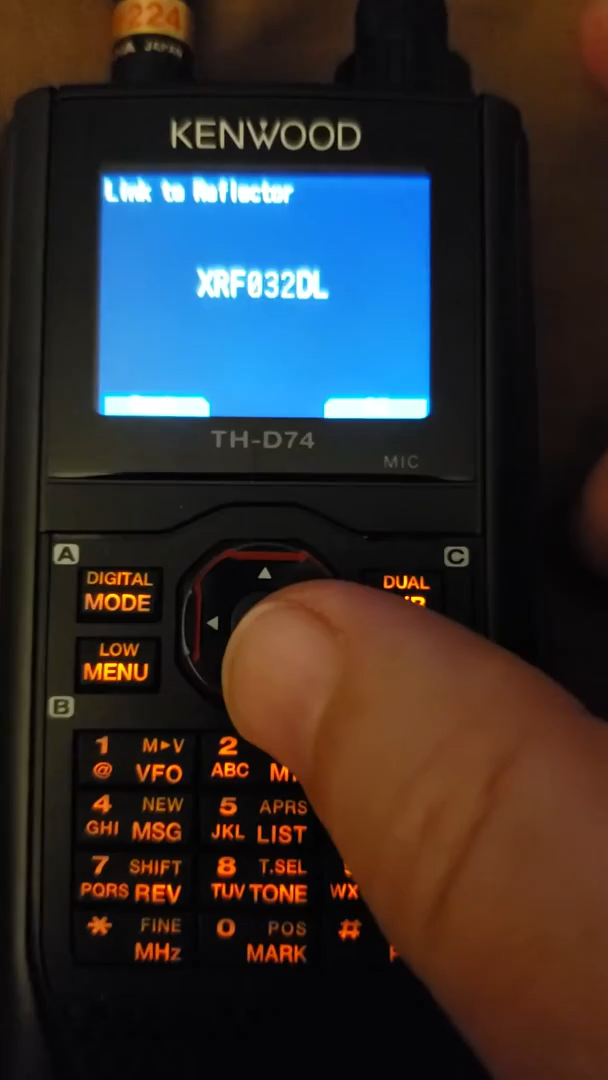 224
JAPAN
KENWOOD
Link to Reflector
XRF032DL
TH-D74
MIC
A
C
DIGITAL
MODE
DUAL
LOW
MENU
B
1 M►V
@ VFO
2
ABC
4 NEW
GHI MSG
5 APRS
JKL LIST
7 SHIFT
PQRS REV
8 T.SEL
TUV TONE
WX
* FINE
MHz
0 POS
MARK
#